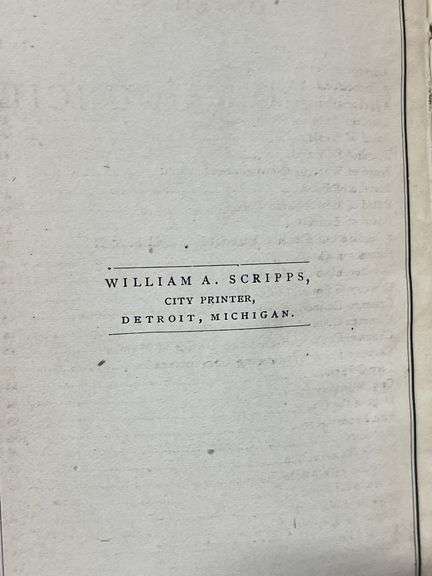 WILLIAM A. SCRIPPS,
CITY PRINTER,
DETROIT, MICHIGAN.